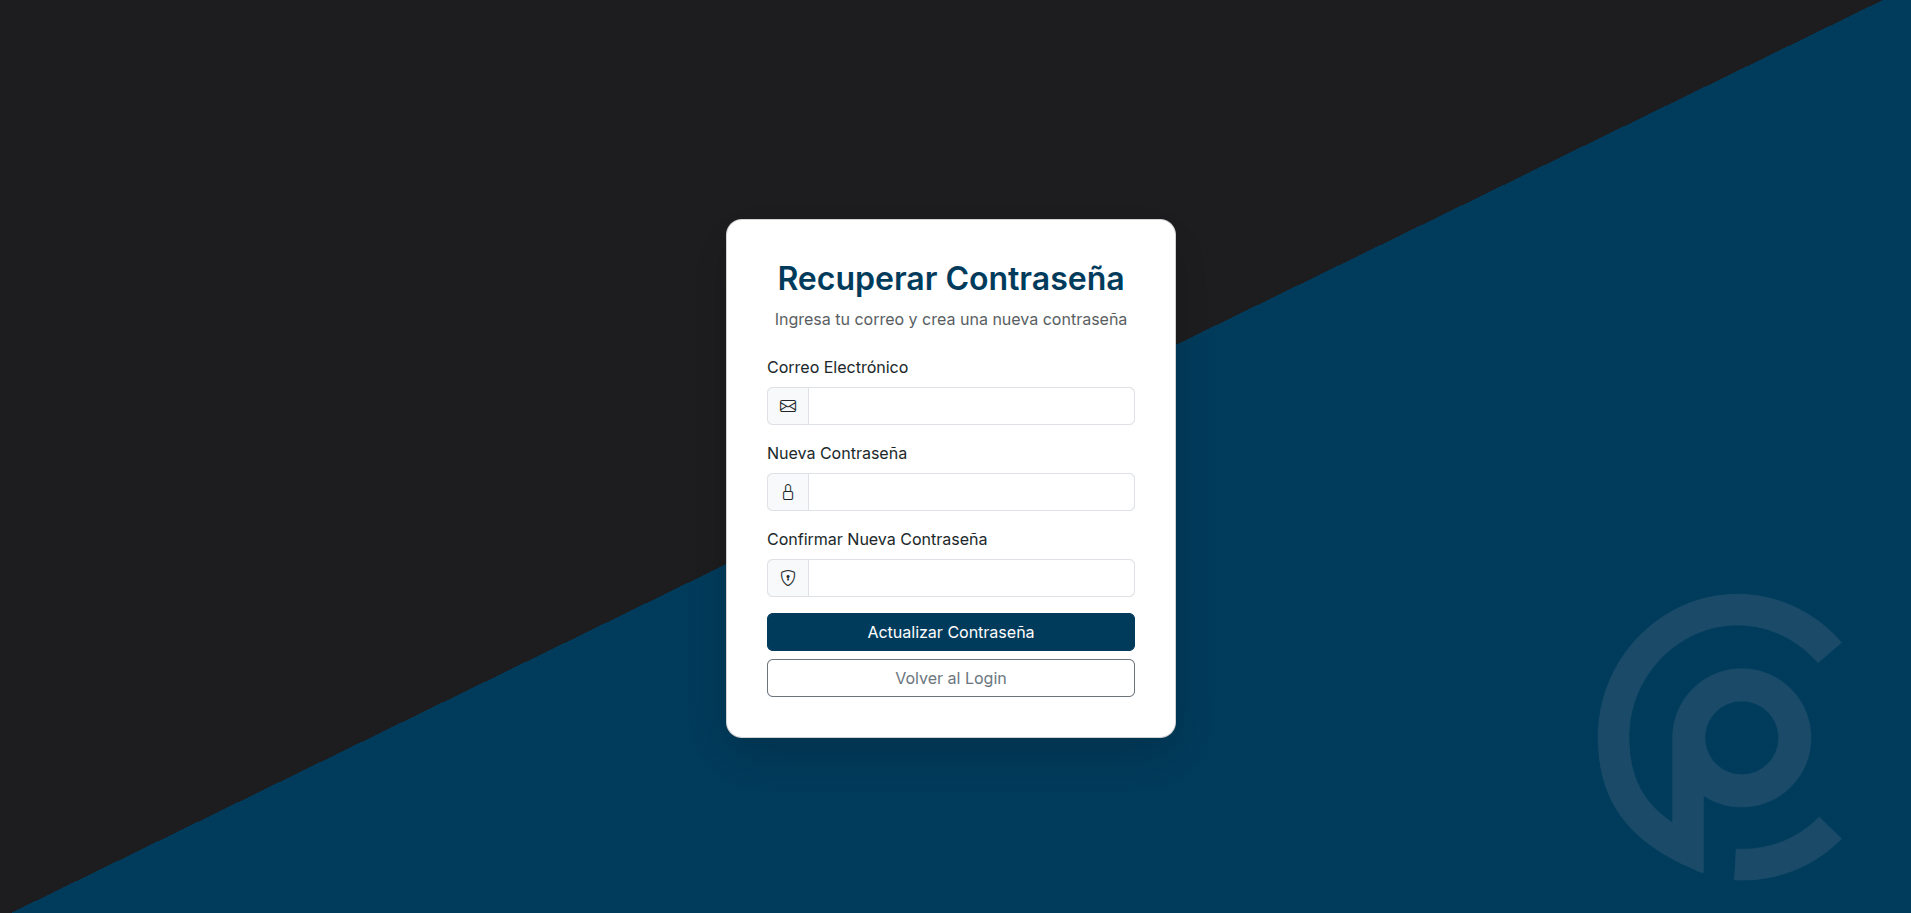 Recuperar Contraseña
Ingresa tu correo y crea una nueva contraseña
Correo Electrónico
Nueva Contraseña
Confirmar Nueva Contraseña
Actualizar Contraseña
Volver al Login